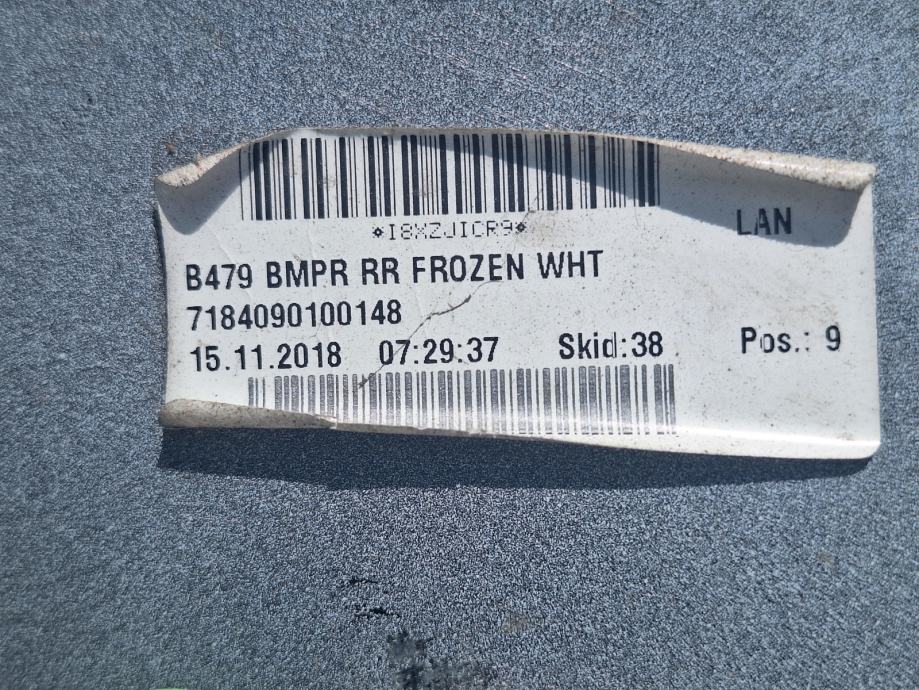 *I8XZJICR9*
LAN
B479 BMPR RR FROZEN WHT
7184090100148
15.11.2018 07:29:37 Skid:38 Pos.: 9